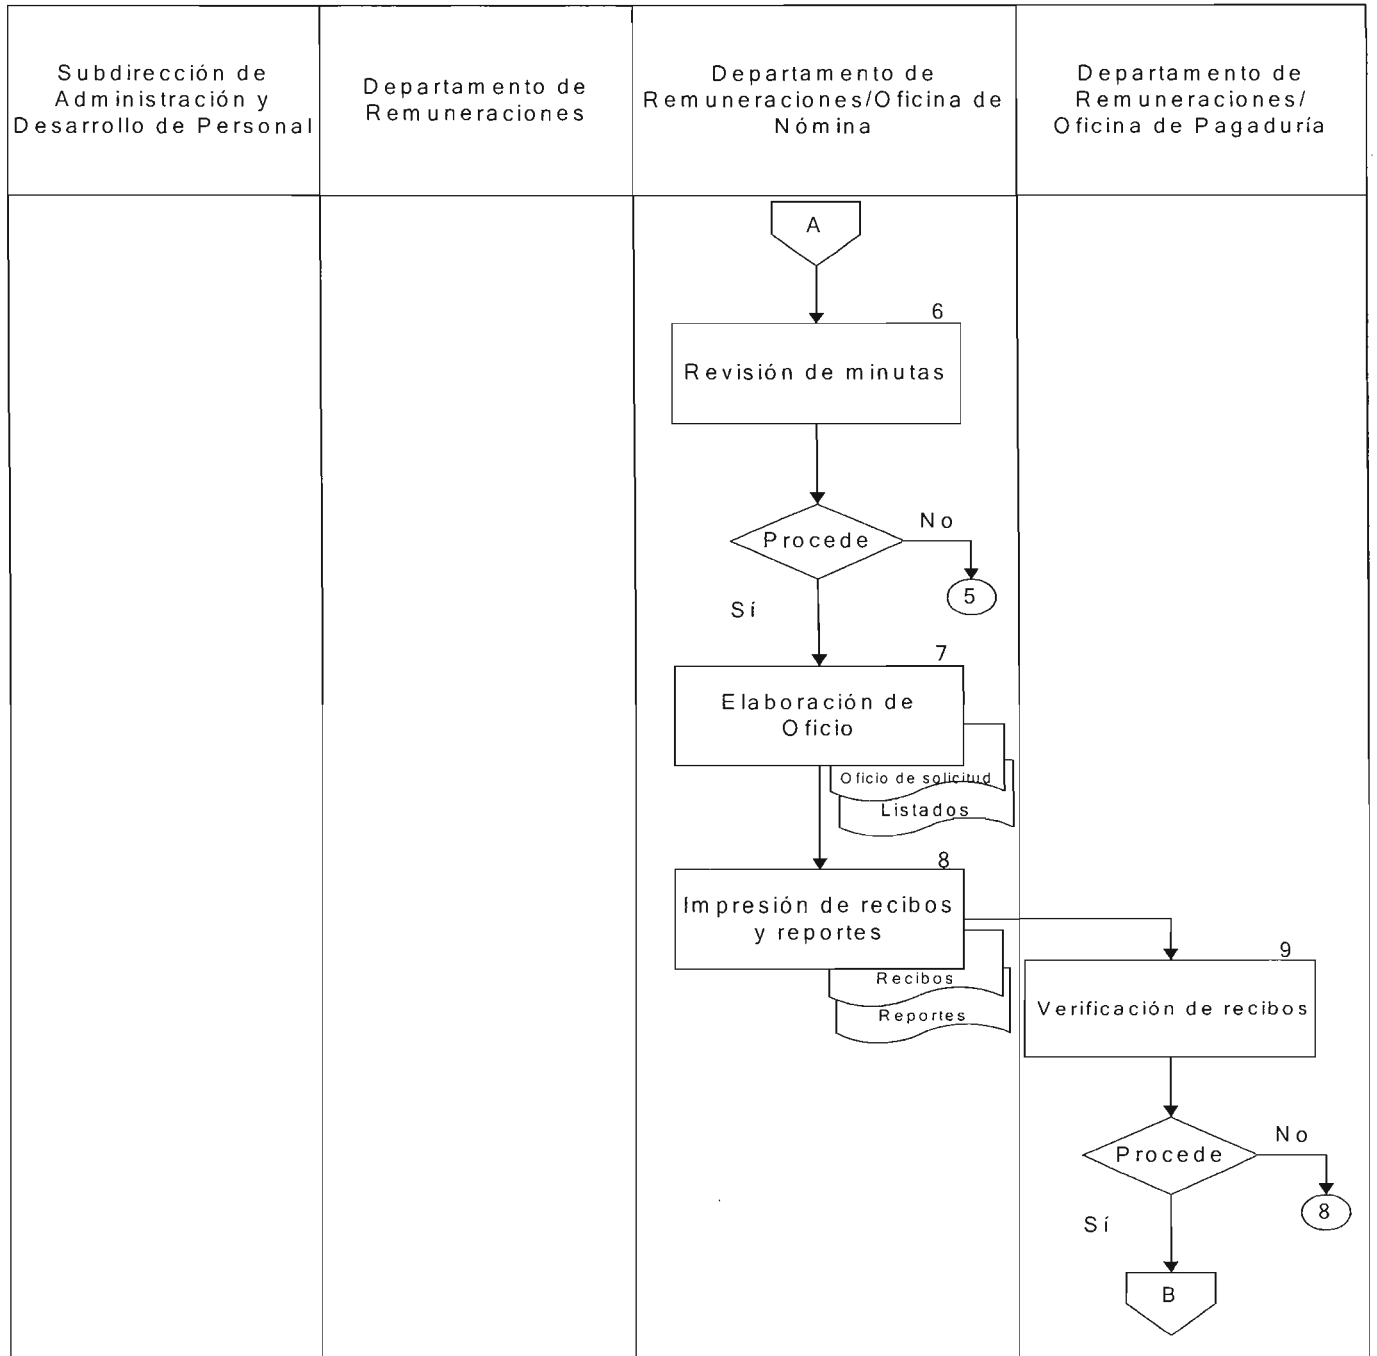 Subdirección de
Administración y
Desarrollo de Personal
Departamento de
Remuneraciones
Departamento de
Remuneraciones/Oficina de
Nómina
Departamento de
Remuneraciones/
Oficina de Pagaduría
A
6
Revisión de minutas
Procede
No
5
Sí
7
Elaboración de
Oficio
Oficio de solicitud
Listados
8
Impresión de recibos
y reportes
Recibos
Reportes
9
Verificación de recibos
Procede
No
8
Sí
B